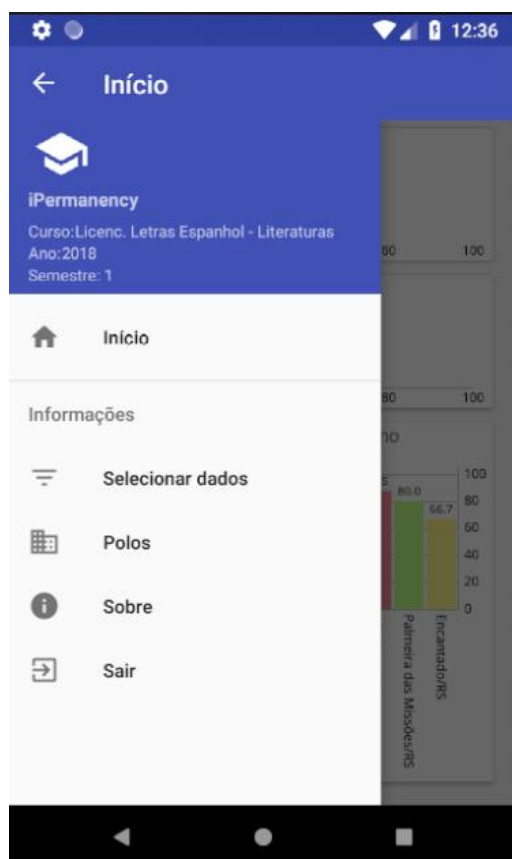 12:36
Início
iPermanency
Curso:Licenc. Letras Espanhol - Literaturas
Ano:2018
Semestre: 1
80 100
Início
80 100
Informações
no
Selecionar dados
100
80.0
80
66.7
60
40
20
0
Polos
Sobre
Sair
Palmeira das Missões/RS
Encantado/RS